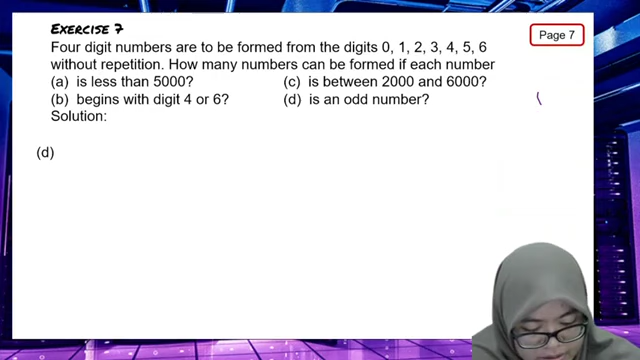 Exercise 7
Page 7
Four digit numbers are to be formed from the digits 0, 1, 2, 3, 4, 5, 6
without repetition. How many numbers can be formed if each number
(a) is less than 5000? (c) is between 2000 and 6000?
(b) begins with digit 4 or 6? (d) is an odd number?
Solution:
(d)